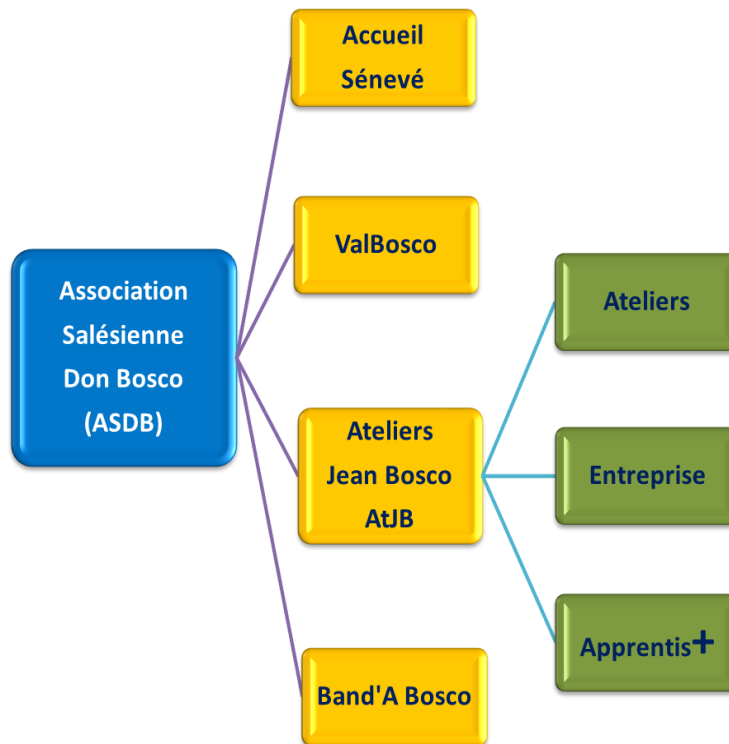 Accueil
Sénevé
ValBosco
Association
Salésienne
Don Bosco
(ASDB)
Ateliers
Jean Bosco
AtJB
Band'A Bosco
Ateliers
Entreprise
Apprentis+